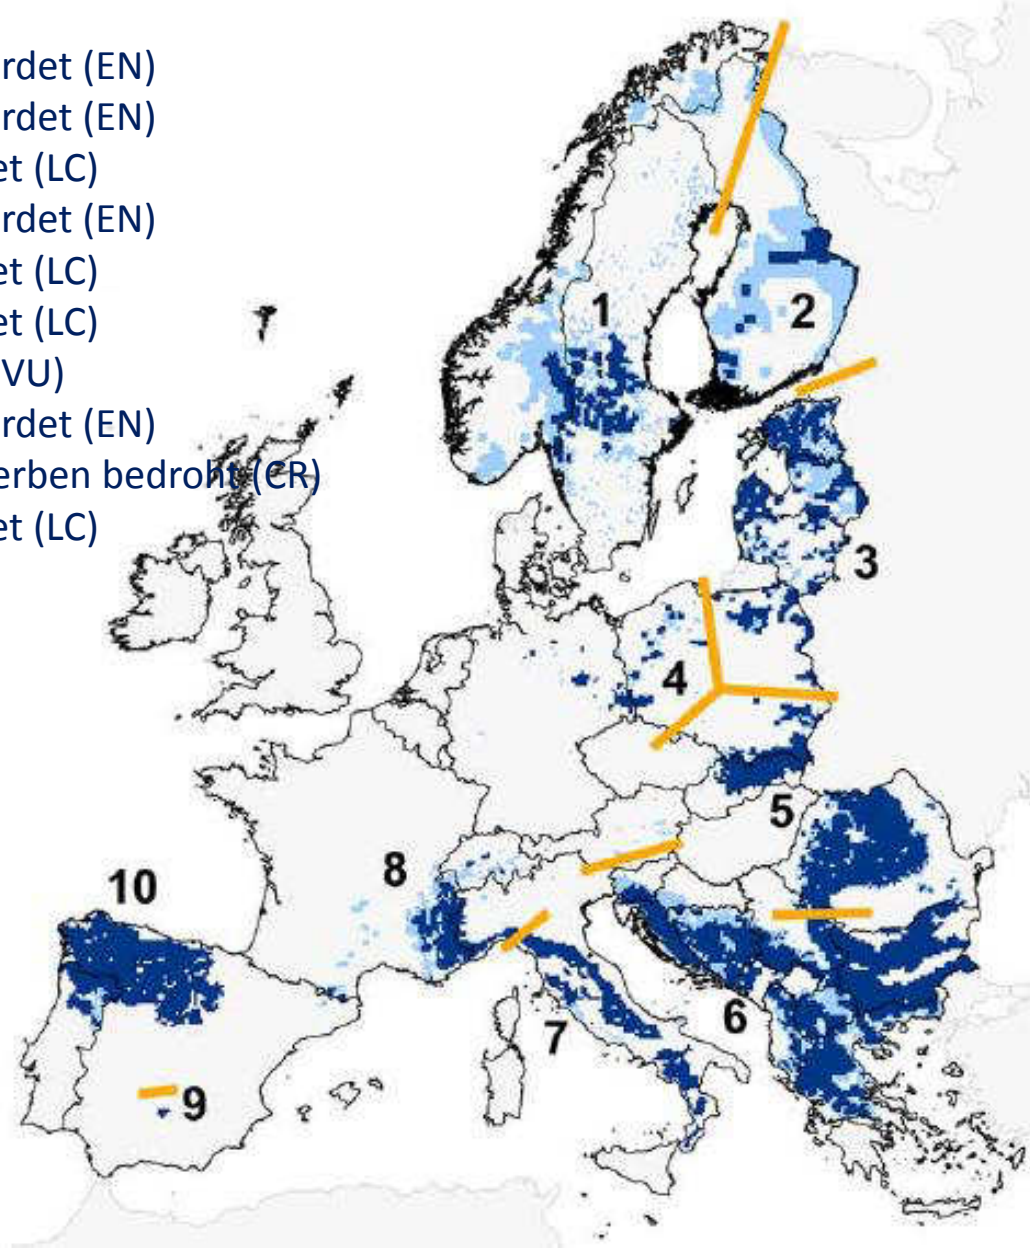 rdet (EN)
rdet (EN)
et (LC)
rdet (EN)
et (LC)
et (LC)
VU)
rdet (EN)
erben bedroht (CR)
et (LC)
1
2
3
4
5
8
10
6
7
9